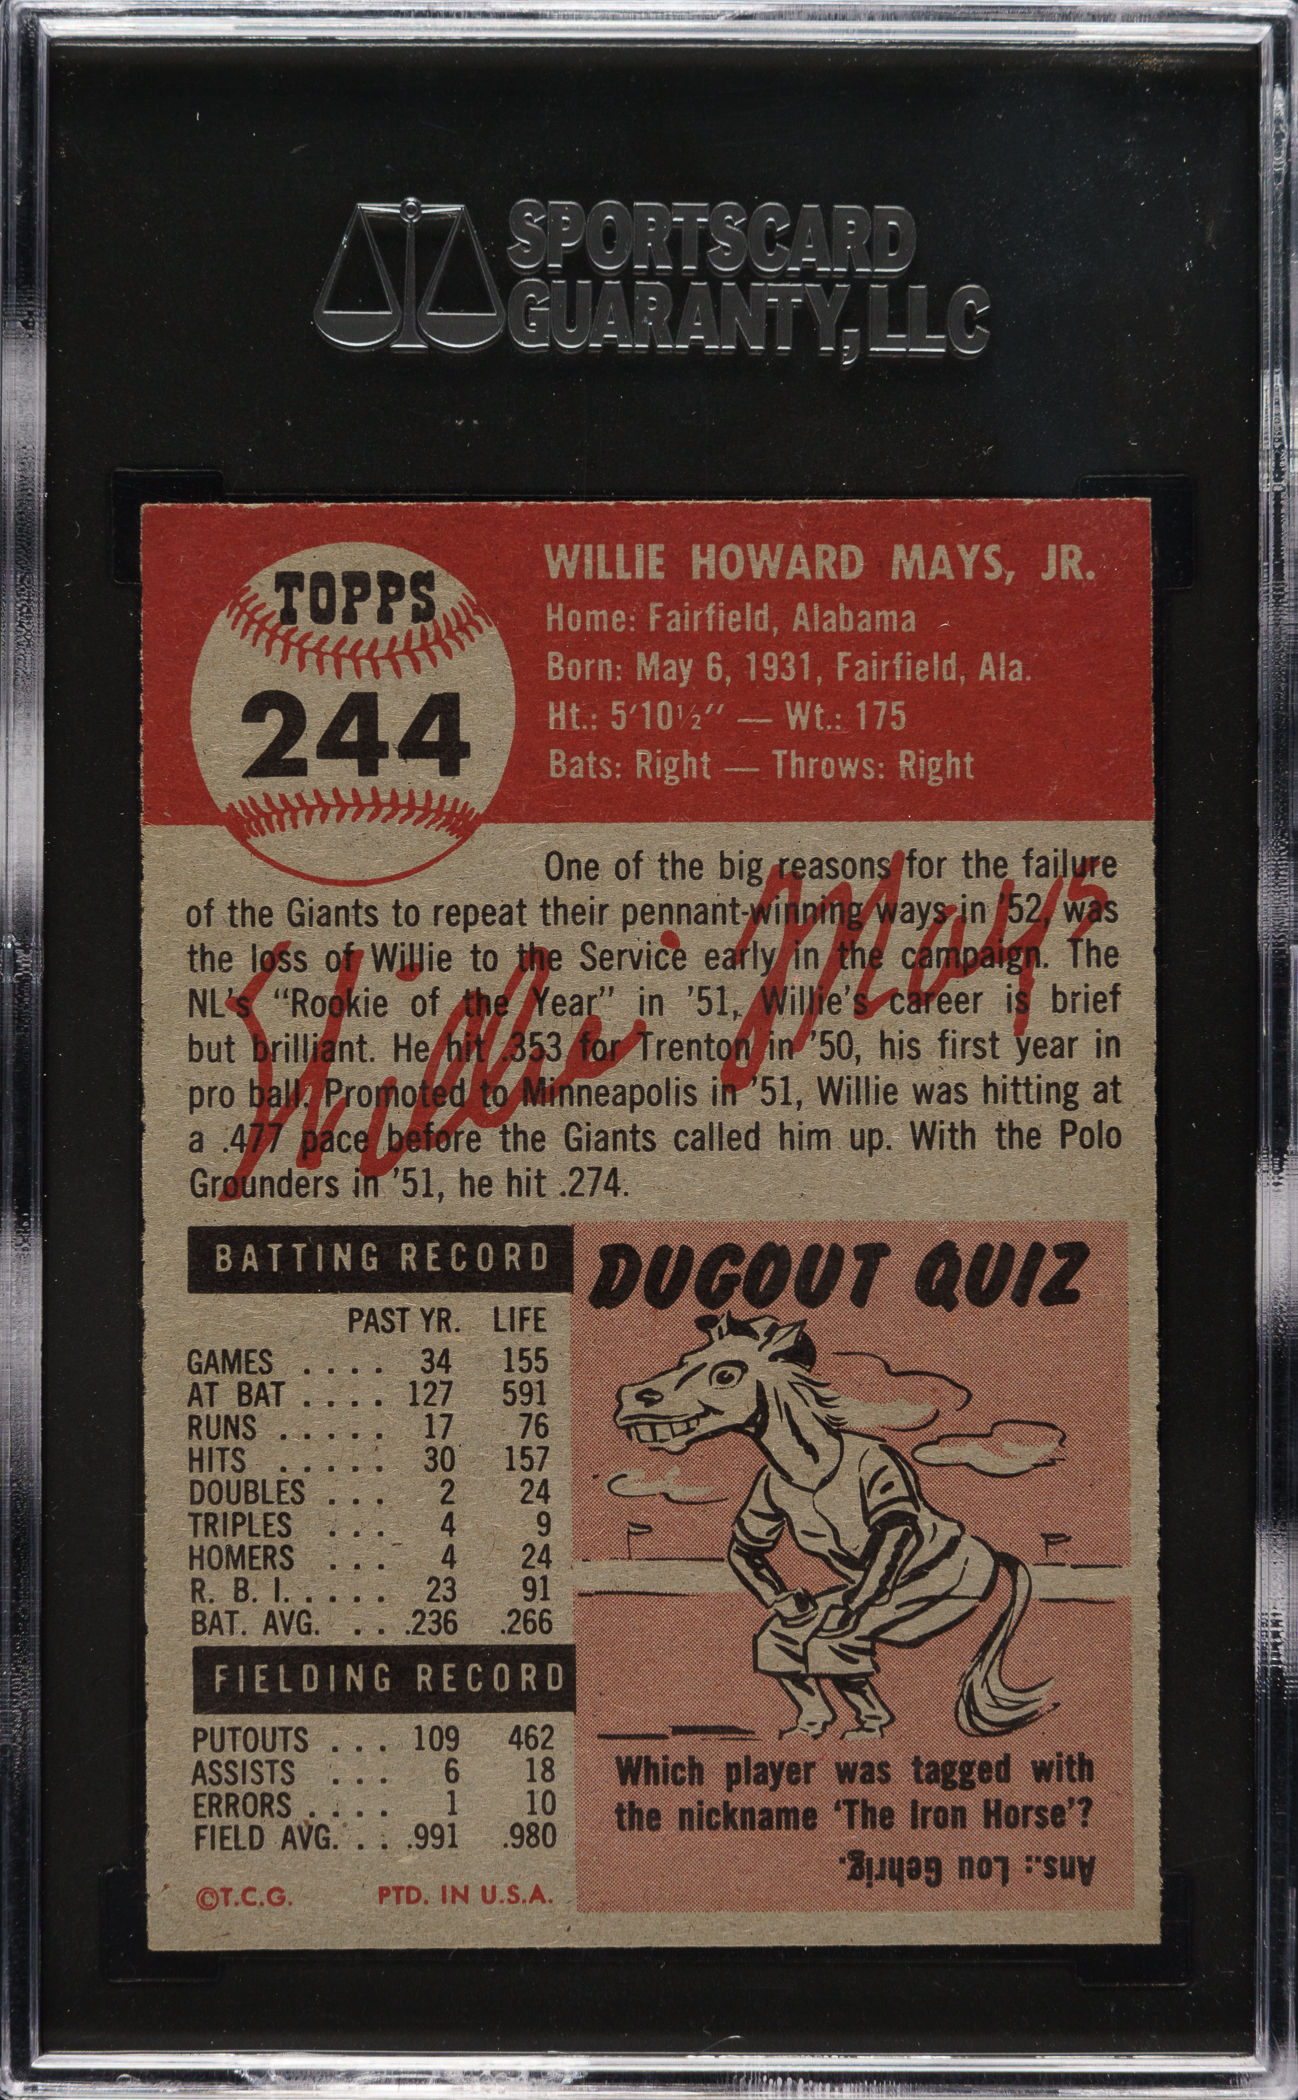 SPORTSCARD
GUARANTY, LLC
TOPPS
244
WILLIE HOWARD MAYS, JR.
Home: Fairfield, Alabama
Born: May 6, 1931, Fairfield, Ala.
Ht.: 5'10½" — Wt.: 175
Bats: Right — Throws: Right
One of the big reasons for the failure
of the Giants to repeat their pennant-winning ways in '52, was
the loss of Willie to the Service early in the campaign. The
NL's "Rookie of the Year" in '51, Willie's career is brief
but brilliant. He hit .353 for Trenton in '50, his first year in
pro ball. Promoted to Minneapolis in '51, Willie was hitting at
a .477 pace before the Giants called him up. With the Polo
Grounders in '51, he hit .274.
Willie Mays
BATTING RECORD
PAST YR. LIFE
GAMES . . . . 34 155
AT BAT . . . . 127 591
RUNS . . . . . 17 76
HITS . . . . . 30 157
DOUBLES . . . 2 24
TRIPLES . . . 4 9
HOMERS . . . 4 24
R. B. I. . . . . 23 91
BAT. AVG. . . .236 .266
FIELDING RECORD
PUTOUTS . . . 109 462
ASSISTS . . . 6 18
ERRORS . . . . 1 10
FIELD AVG. . . .991 .980
©T.C.G. PTD. IN U.S.A.
DUGOUT QUIZ
Which player was tagged with
the nickname 'The Iron Horse'?
Ans.: Lou Gehrig.